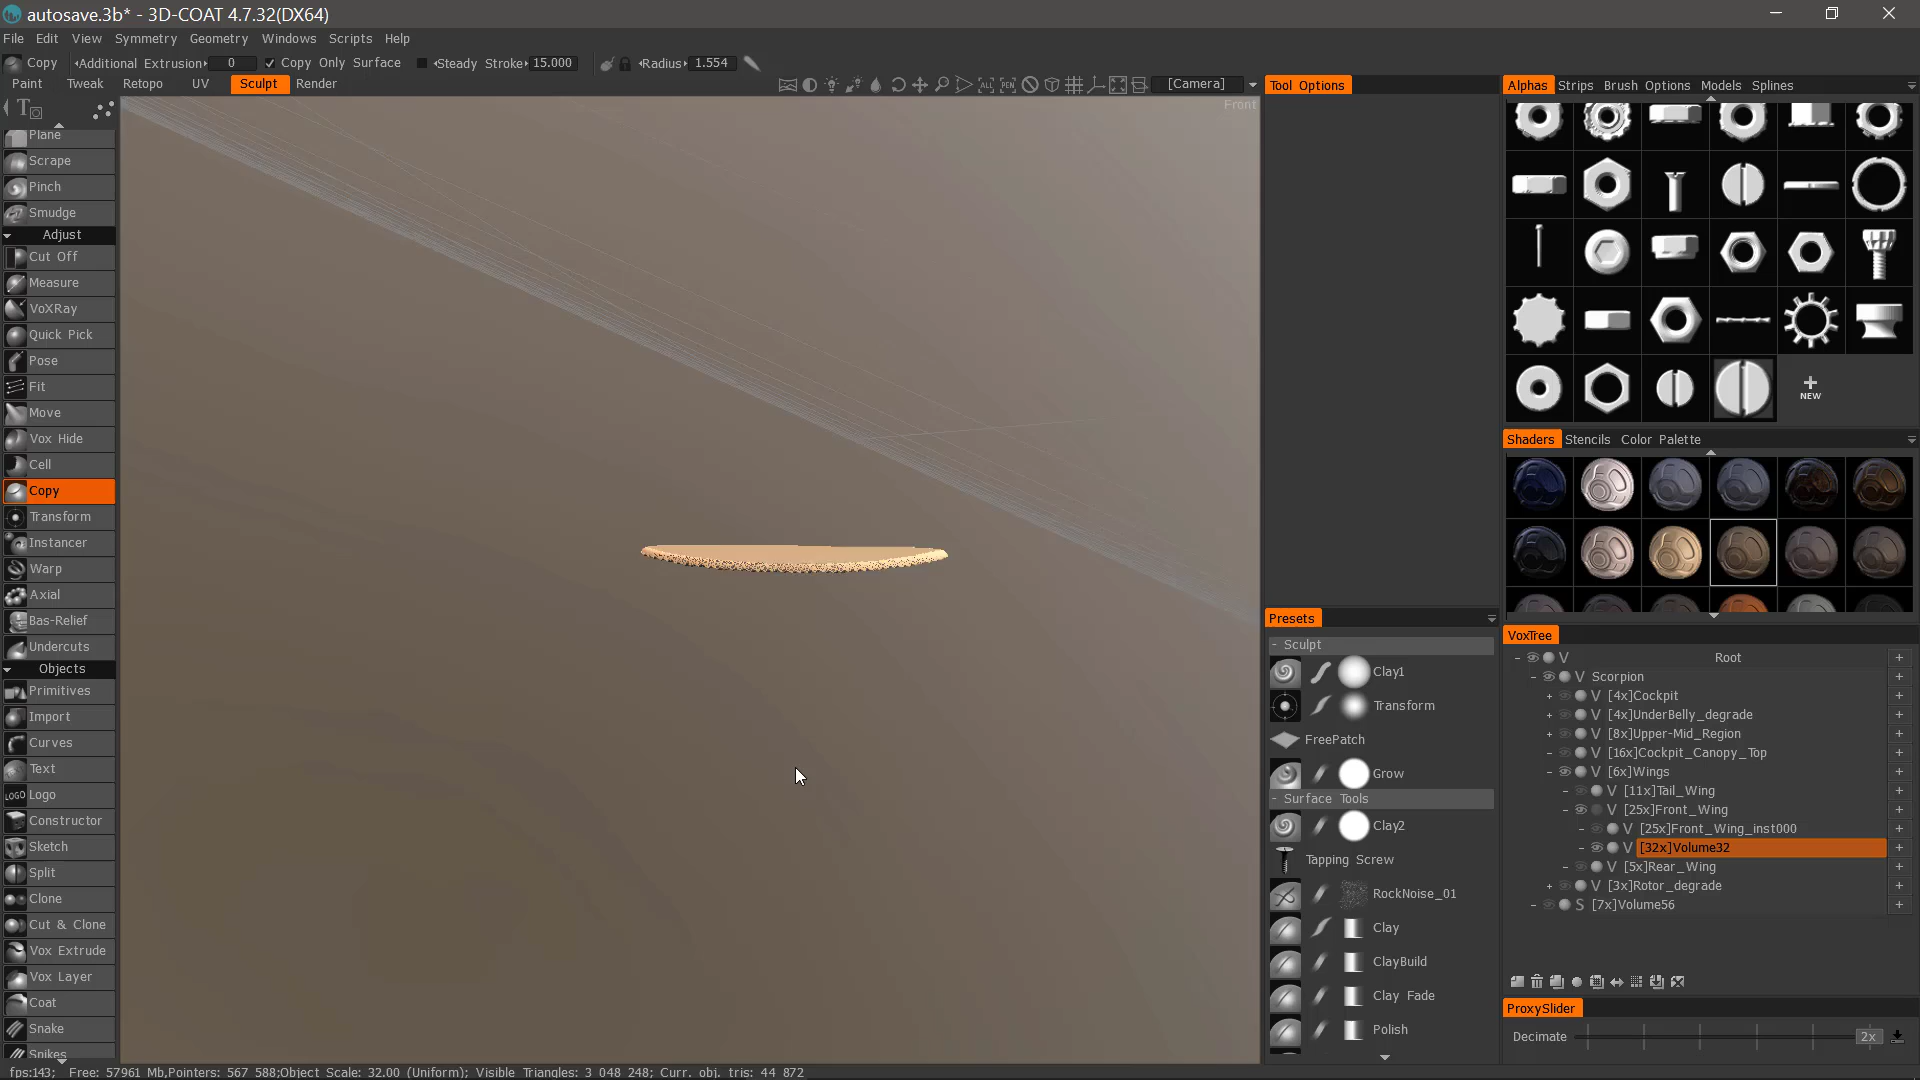 autosave.3b* - 3D-COAT 4.7.32(DX64)
File Edit View Symmetry Geometry Windows Scripts Help
Copy Additional Extrusion 0 Copy Only Surface Steady Stroke 15.000 Radius 1.554
Paint Tweak Retopo UV Sculpt Render [Camera]
Front
Plane
Scrape
Pinch
Smudge
Adjust
Cut Off
Measure
VoXRay
Quick Pick
Pose
Fit
Move
Vox Hide
Cell
Copy
Transform
Instancer
Warp
Axial
Bas-Relief
Undercuts
Objects
Primitives
Import
Curves
Text
LOGO Logo
Constructor
Sketch
Split
Clone
Cut & Clone
Vox Extrude
Vox Layer
Coat
Snake
Spikes
Tool Options
Presets
- Sculpt
Clay1
Transform
FreePatch
Grow
- Surface Tools
Clay2
Tapping Screw
RockNoise_01
Clay
ClayBuild
Clay Fade
Polish
Alphas Strips Brush Options Models Splines
+
NEW
Shaders Stencils Color Palette
VoxTree
- V Root +
- V Scorpion +
+ V [4x]Cockpit +
+ V [4x]UnderBelly_degrade +
+ V [8x]Upper-Mid_Region +
- V [16x]Cockpit_Canopy_Top +
- V [6x]Wings +
- V [11x]Tail_Wing +
- V [25x]Front_Wing +
- V [25x]Front_Wing_inst000 +
- V [32x]Volume32 +
- V [5x]Rear_Wing +
+ V [3x]Rotor_degrade +
- S [7x]Volume56 +
ProxySlider
Decimate 2x
fps:143; Free: 57961 Mb,Pointers: 567 588;Object Scale: 32.00 (Uniform); Visible Triangles: 3 048 248; Curr. obj. tris: 44 872